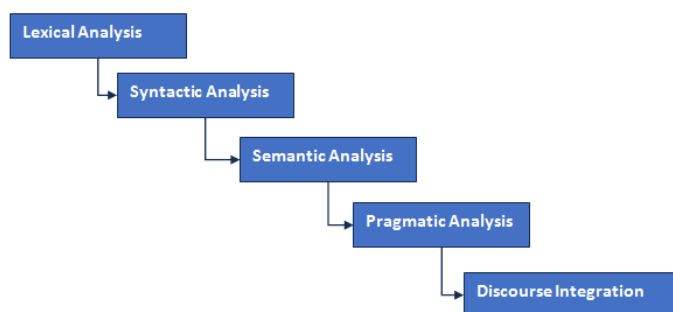 Lexical Analysis
Syntactic Analysis
Semantic Analysis
Pragmatic Analysis
Discourse Integration